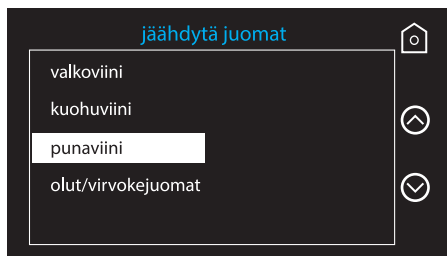 jäähdytä juomat
valkoviini
kuohuviini
punaviini
olut/virvokejuomat